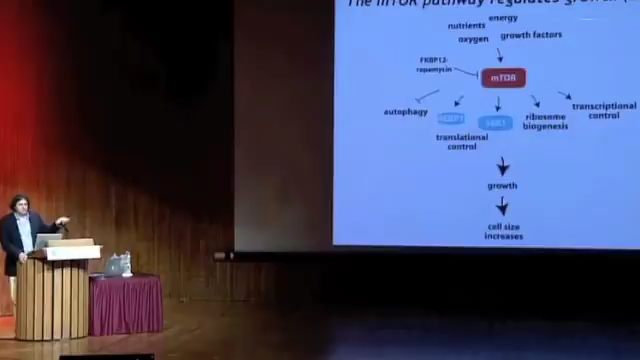 The mTOR pathway regulates growth
energy
nutrients
oxygen growth factors
FKBP12-
rapamycin
mTOR
autophagy
translational
control
ribosome
biogenesis
transcriptional
control
growth
cell size
increases